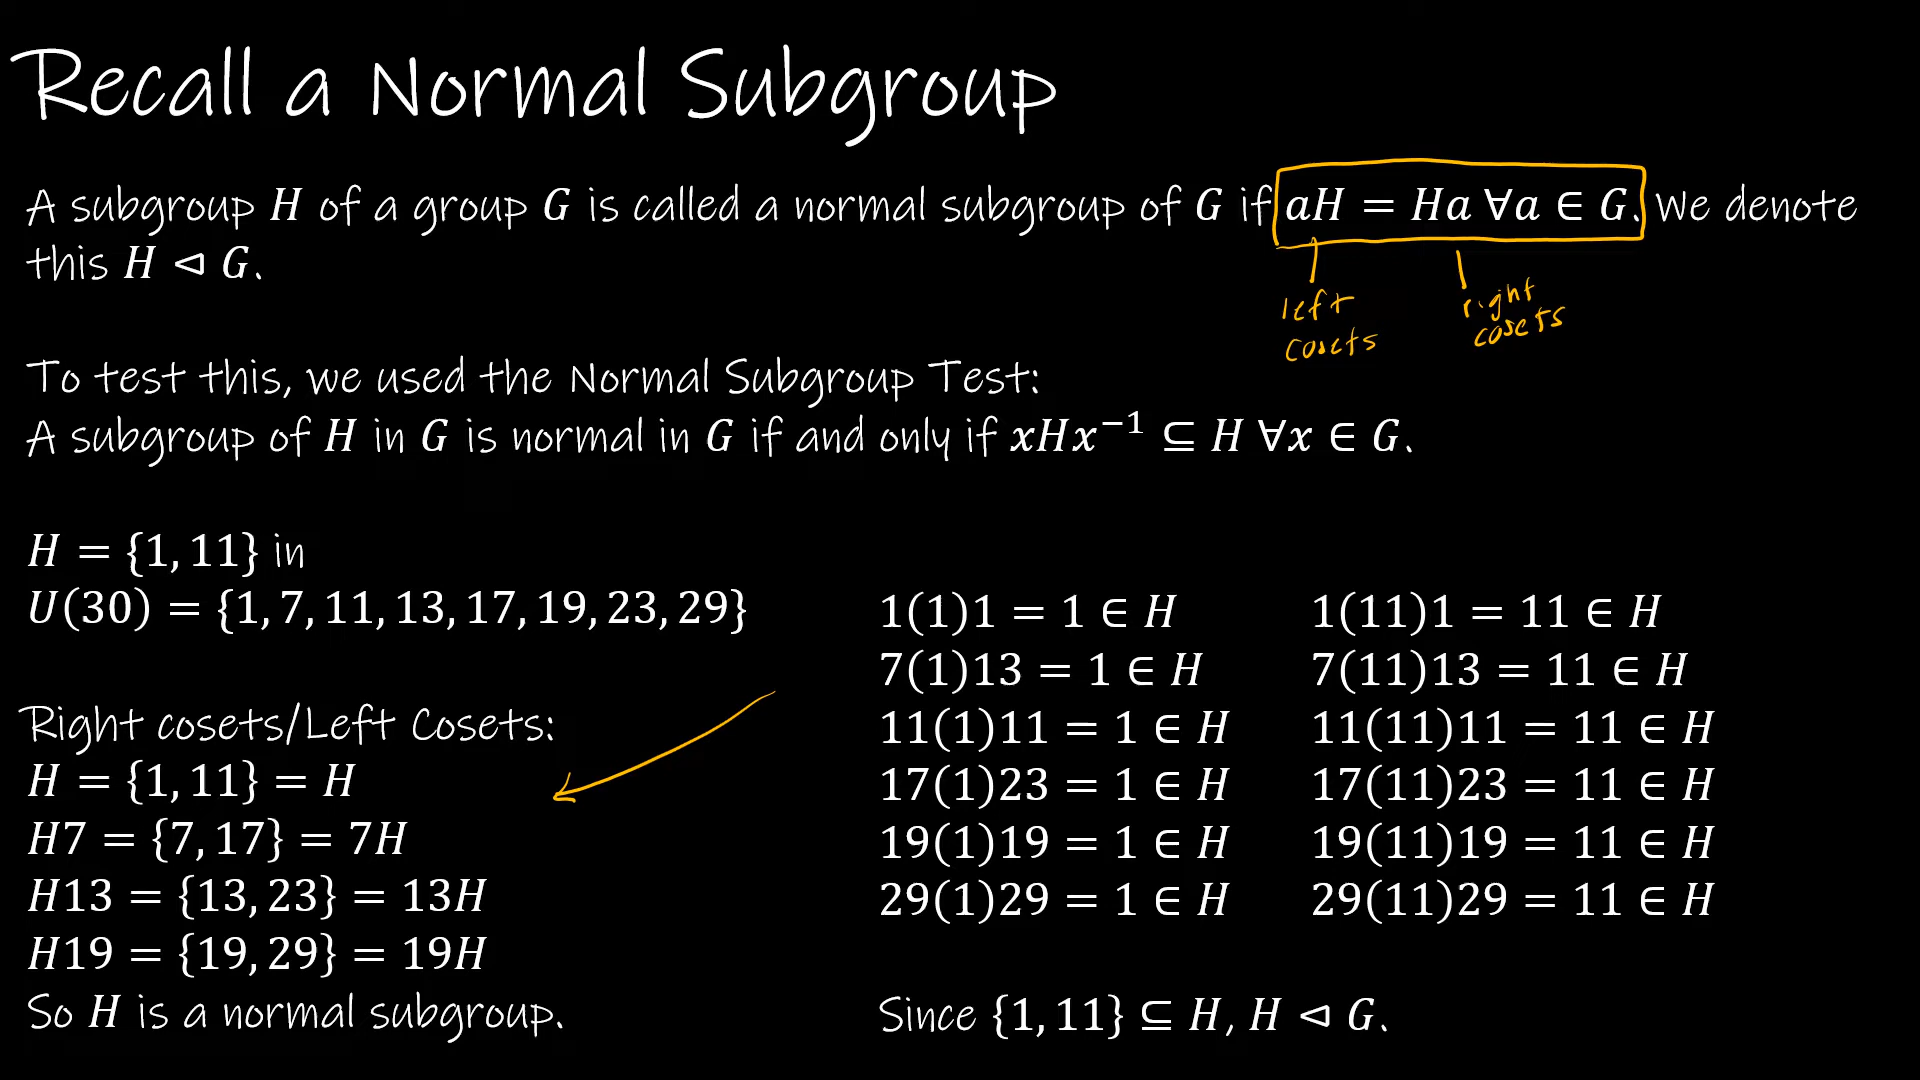 Recall a Normal Subgroup
A subgroup H of a group G is called a normal subgroup of G if aH = Ha ∀a ∈ G. We denote
this H ⊲ G.
left
cosets
right
cosets
To test this, we used the Normal Subgroup Test:
A subgroup of H in G is normal in G if and only if xHx⁻¹ ⊆ H ∀x ∈ G.
H = {1, 11} in
U(30) = {1, 7, 11, 13, 17, 19, 23, 29}
Right cosets/Left Cosets:
H = {1, 11} = H
H7 = {7, 17} = 7H
H13 = {13, 23} = 13H
H19 = {19, 29} = 19H
So H is a normal subgroup.
1(1)1 = 1 ∈ H
7(1)13 = 1 ∈ H
11(1)11 = 1 ∈ H
17(1)23 = 1 ∈ H
19(1)19 = 1 ∈ H
29(1)29 = 1 ∈ H
1(11)1 = 11 ∈ H
7(11)13 = 11 ∈ H
11(11)11 = 11 ∈ H
17(11)23 = 11 ∈ H
19(11)19 = 11 ∈ H
29(11)29 = 11 ∈ H
Since {1, 11} ⊆ H, H ⊲ G.